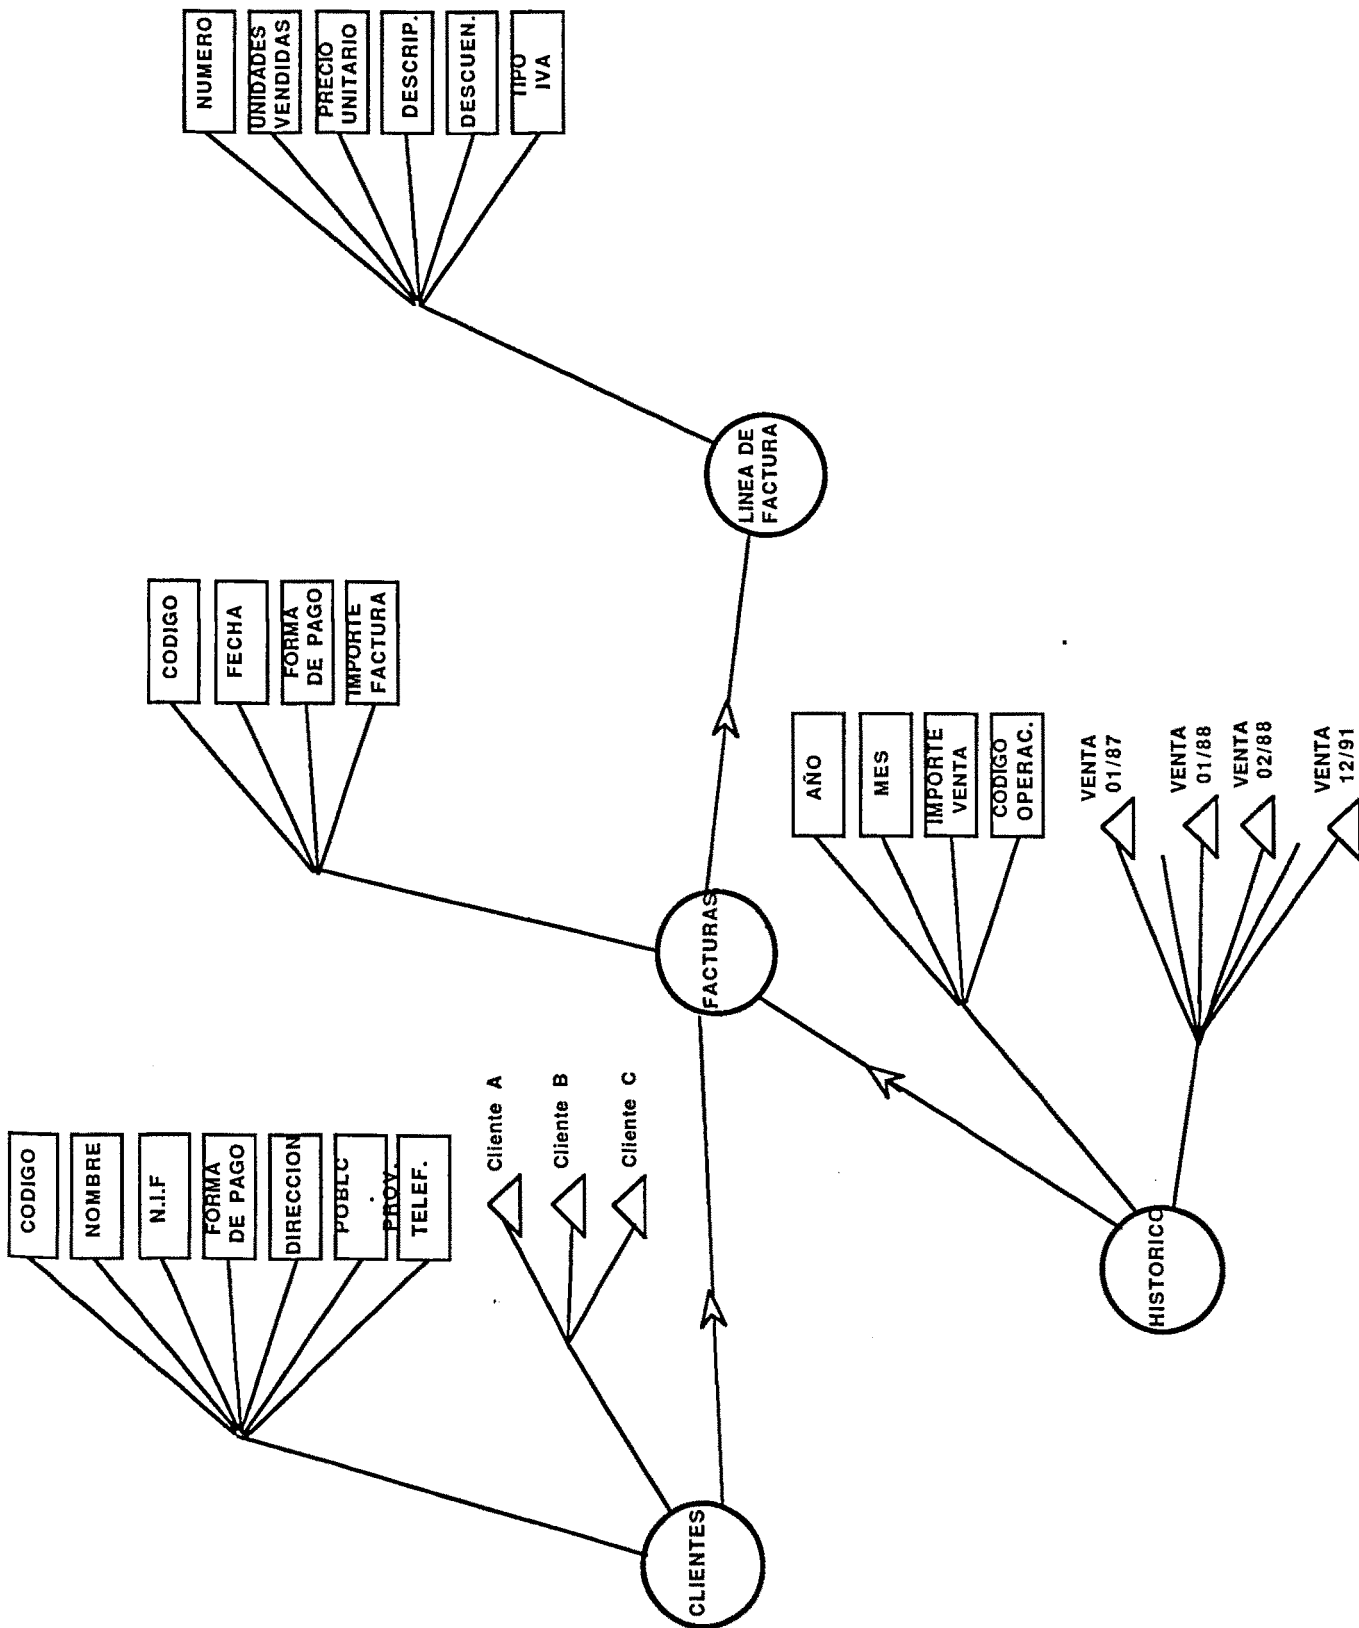 CODIGO
NOMBRE
N.I.F
FORMA
DE PAGO
DIRECCION
POBLC
PROV.
TELEF.
Cliente A
Cliente B
Cliente C
CLIENTES
CODIGO
FECHA
FORMA
DE PAGO
IMPORTE
FACTURA
FACTURAS
AÑO
MES
IMPORTE
VENTA
CODIGO
OPERAC.
VENTA
01/87
VENTA
01/88
VENTA
02/88
VENTA
12/91
HISTORICO
NUMERO
UNIDADES
VENDIDAS
PRECIO
UNITARIO
DESCRIP.
DESCUEN.
TIPO
IVA
LINEA DE
FACTURA